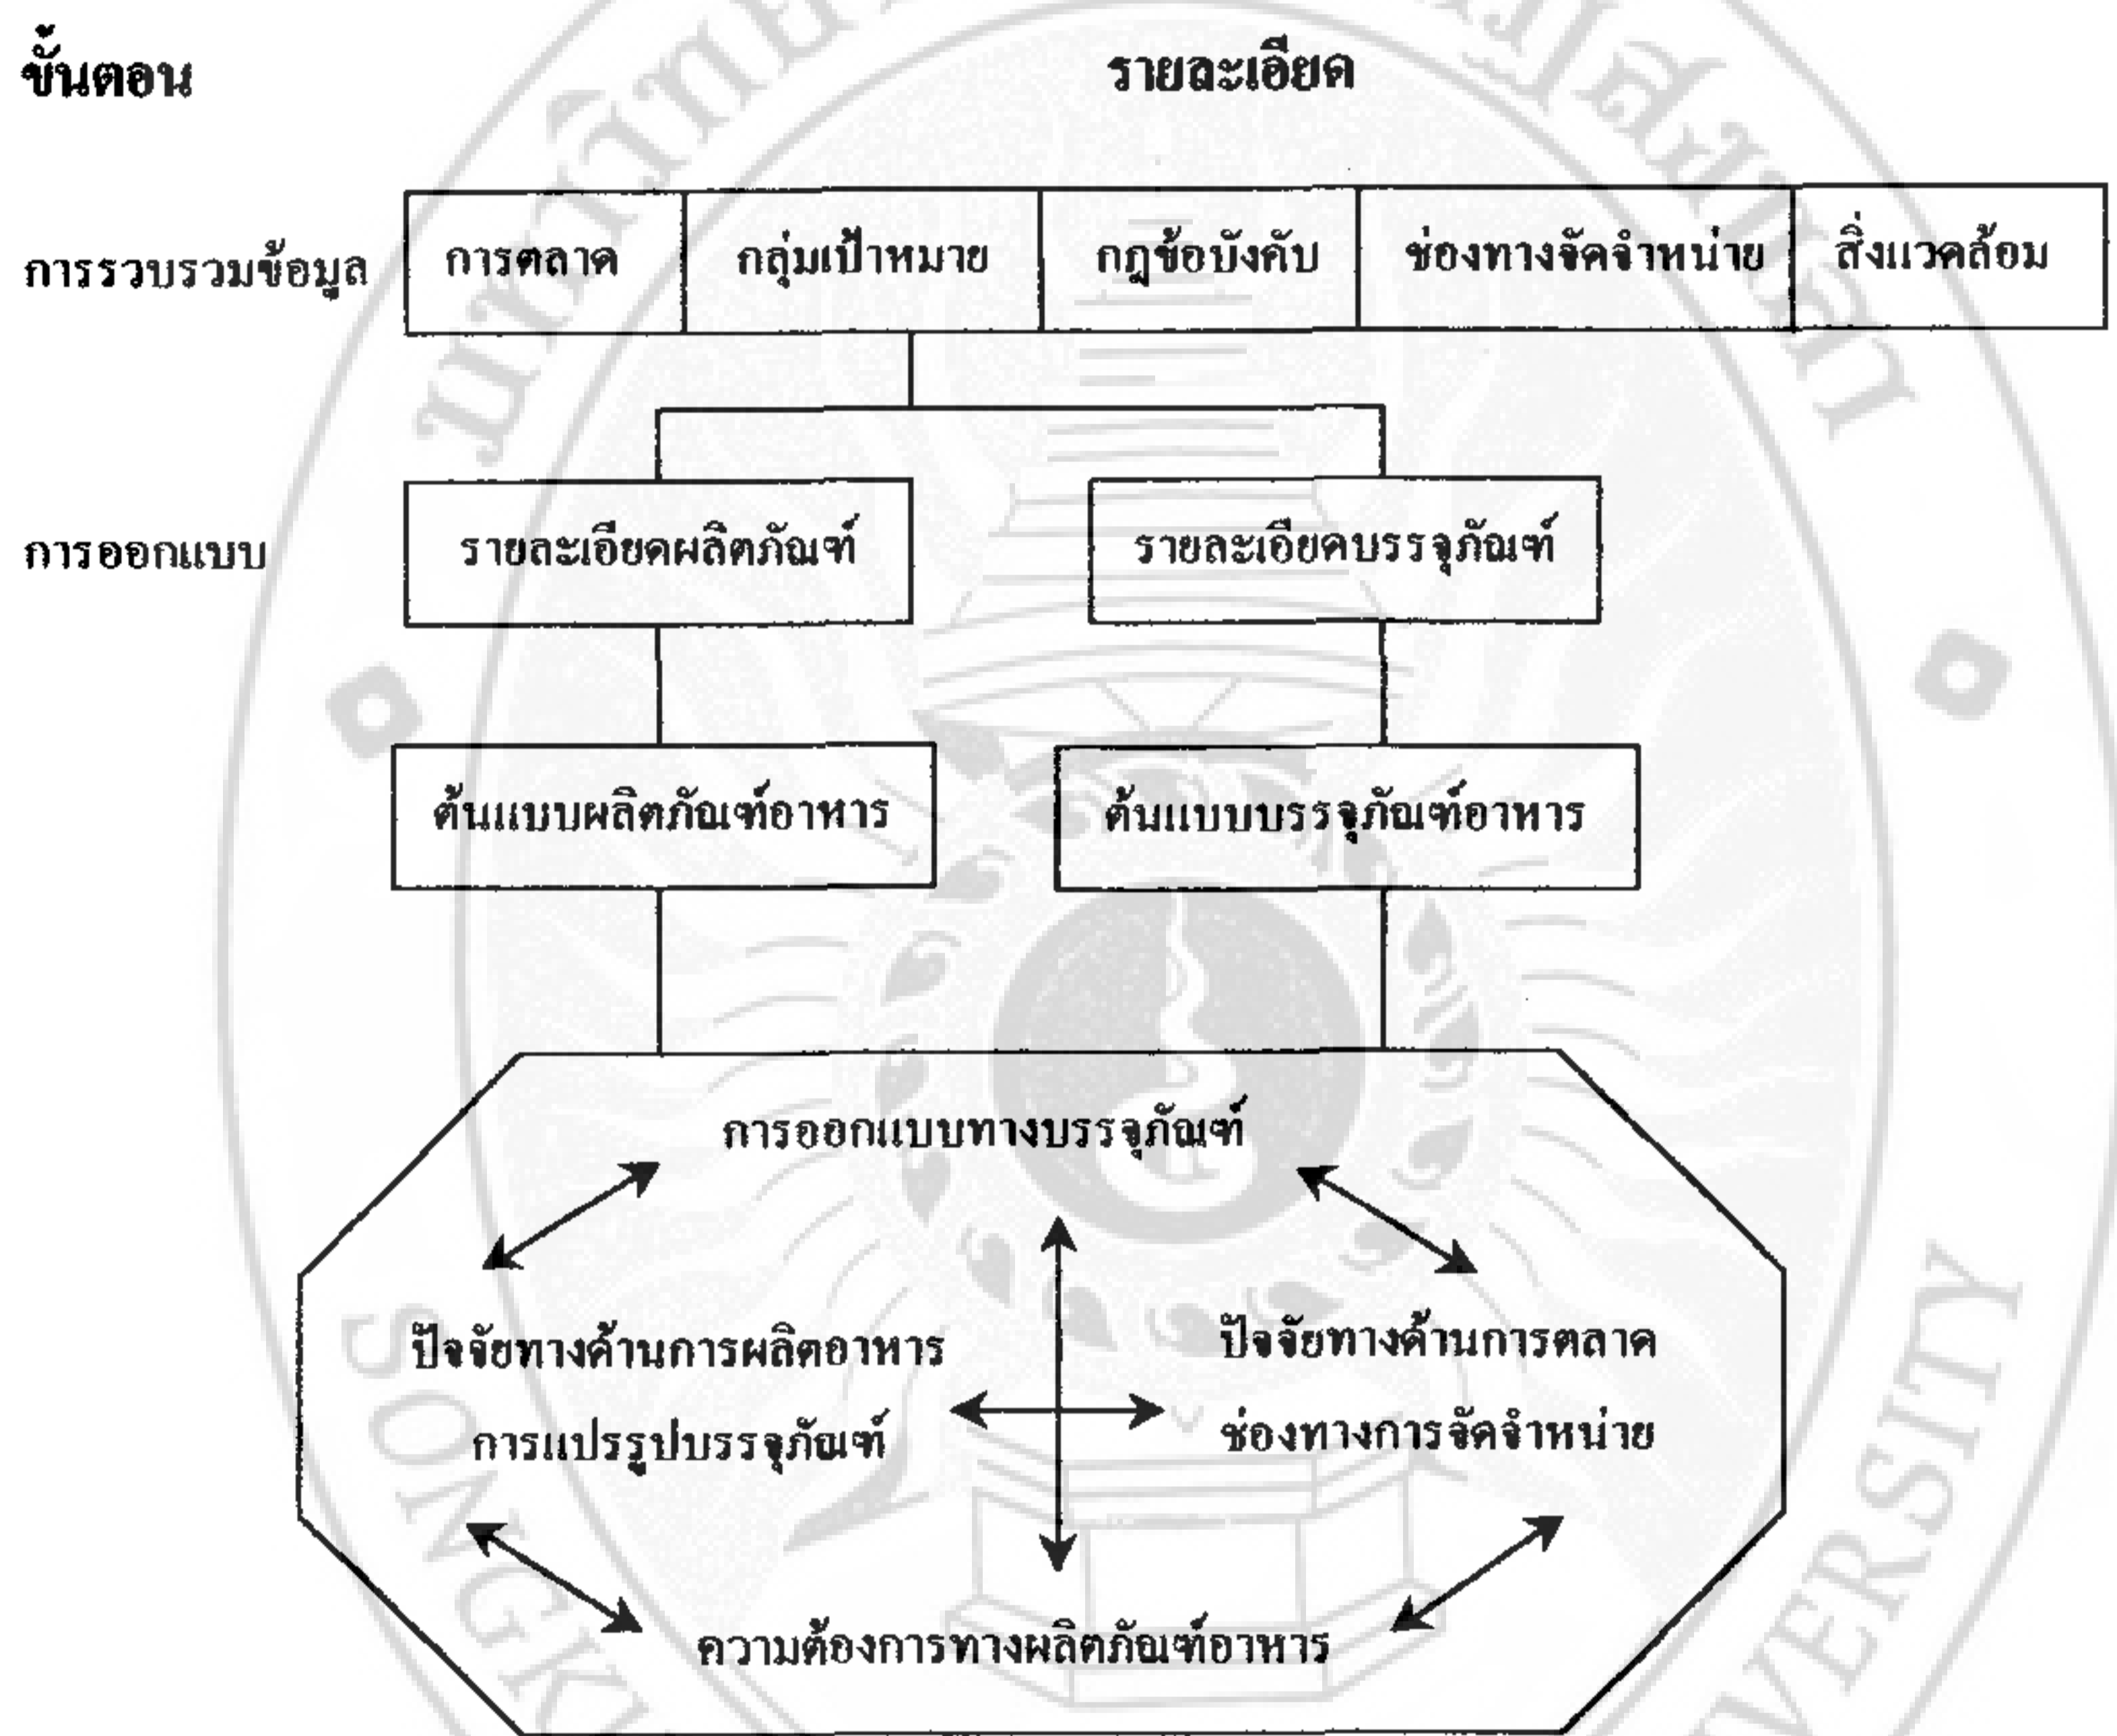 ขั้นตอน รายละเอียด
การรวบรวมข้อมูล การตลาด กลุ่มเป้าหมาย กฎข้อบังคับ ช่องทางจัดจำหน่าย สิ่งแวดล้อม
การออกแบบ รายละเอียดผลิตภัณฑ์ รายละเอียดบรรจุภัณฑ์
ต้นแบบผลิตภัณฑ์อาหาร ต้นแบบบรรจุภัณฑ์อาหาร
การออกแบบทางบรรจุภัณฑ์
ปัจจัยทางด้านการผลิตอาหาร ปัจจัยทางด้านการตลาด
การแปรรูปบรรจุภัณฑ์ ช่องทางการจัดจำหน่าย
ความต้องการทางผลิตภัณฑ์อาหาร